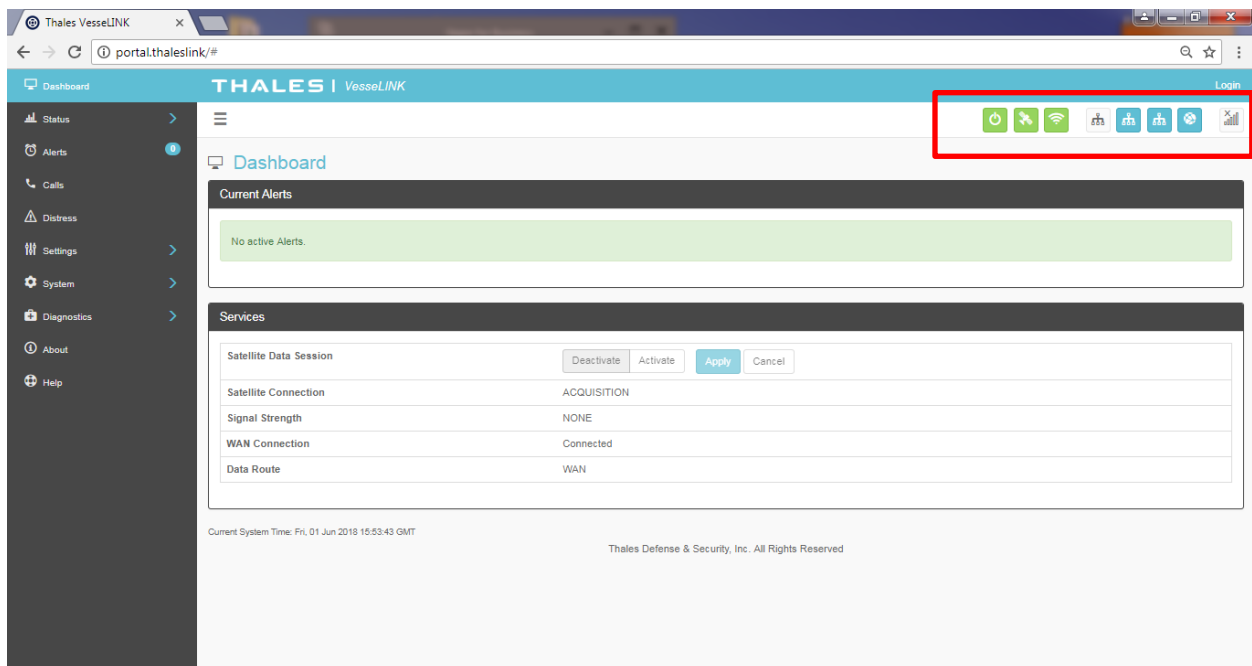 Thales VesseLINK
portal.thaleslink/#
Dashboard
THALES | VesseLINK
Login
Status
Alerts
0
Calls
Distress
Settings
System
Diagnostics
About
Help
Dashboard
Current Alerts
No active Alerts.
Services
Satellite Data Session
Deactivate
Activate
Apply
Cancel
Satellite Connection
ACQUISITION
Signal Strength
NONE
WAN Connection
Connected
Data Route
WAN
Current System Time: Fri, 01 Jun 2018 15:53:43 GMT
Thales Defense & Security, Inc. All Rights Reserved